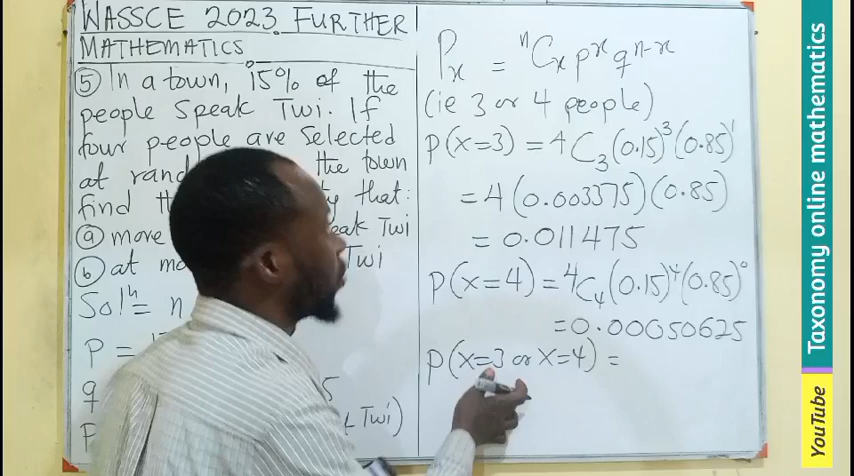 WASSCE 2023 FURTHER
MATHEMATICS
⑤ In a town, 15% of the
people speak Twi. If
four people are selected
at the town
find
ⓐ more Twi
ⓑ at Twi
Solⁿ = n
P =
q 5
Twi)
Pₓ = ⁿCₓ pˣ qⁿ⁻ˣ
(ie 3 or 4 people)
P(X=3) = ⁴C₃(0.15)³(0.85)¹
= 4(0.003375)(0.85)
= 0.011475
P(X=4) = ⁴C₄(0.15)⁴(0.85)⁰
=0.00050625
P(X=3 or X=4) =
YouTube Taxonomy online mathematics